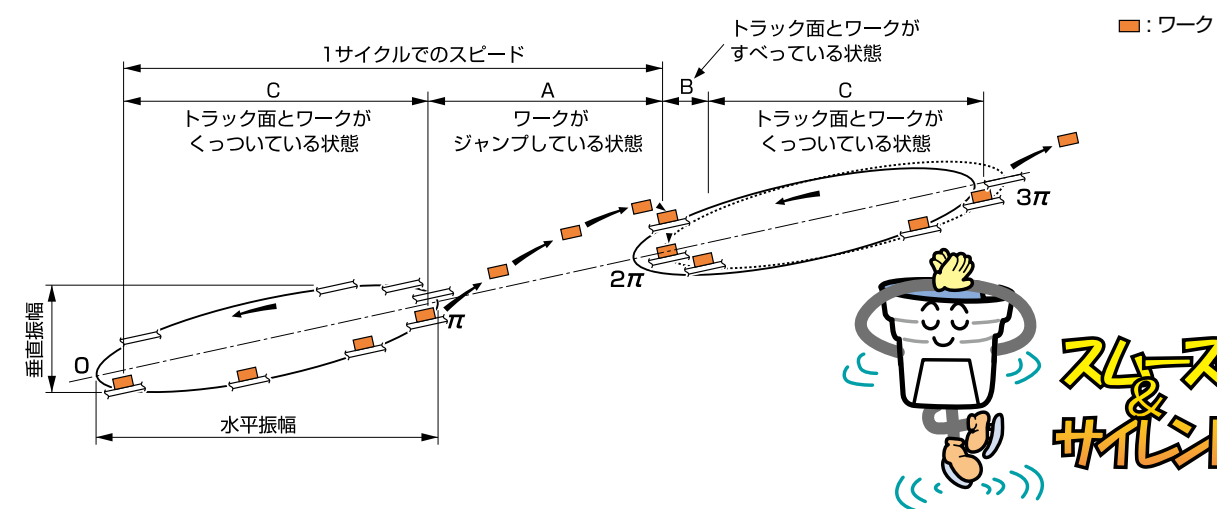 トラック面とワークが
すべっている状態
：ワーク
1サイクルでのスピード
C
A
B
C
トラック面とワークが
くっついている状態
ワークが
ジャンプしている状態
トラック面とワークが
くっついている状態
3π
2π
π
0
垂直振幅
水平振幅
スムーズ
&
サイレン